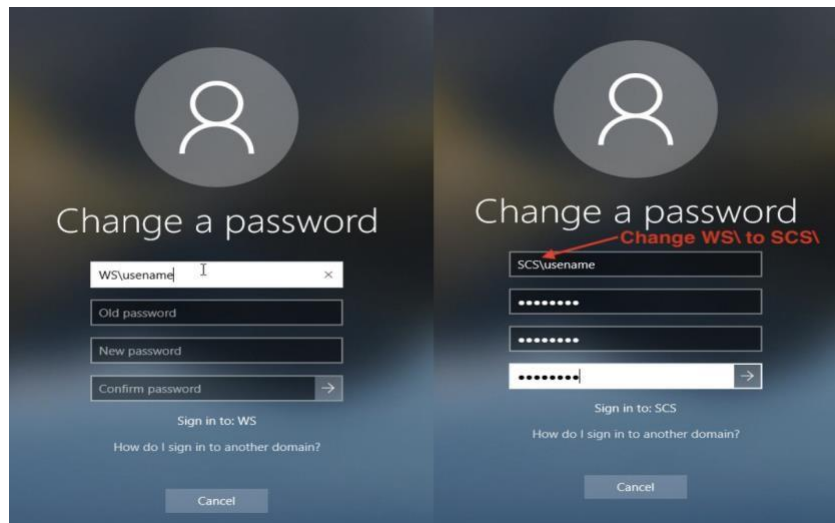 Change a password
WS\usename
Old password
New password
Confirm password
Sign in to: WS
How do I sign in to another domain?
Cancel
Change a password
Change WS\ to SCS\
SCS\usename
Sign in to: SCS
How do I sign in to another domain?
Cancel